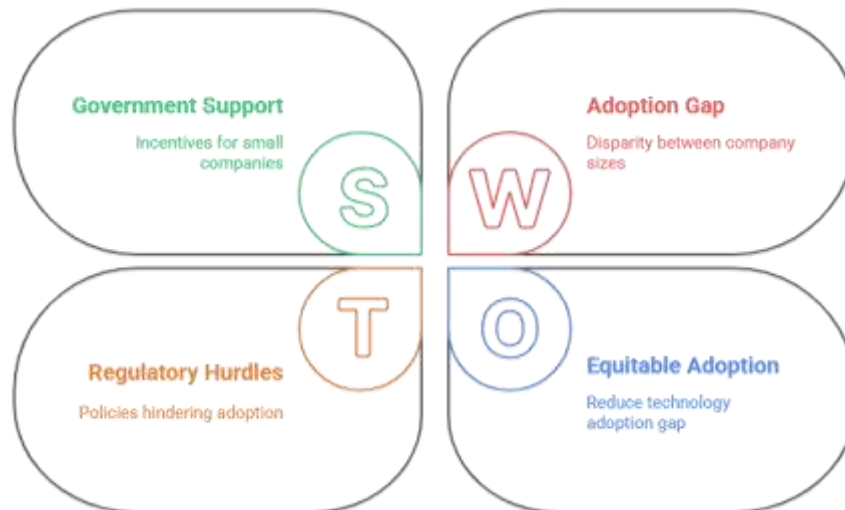 Government Support
Incentives for small
companies
S
W
Adoption Gap
Disparity between company
sizes
T
Regulatory Hurdles
Policies hindering adoption
O
Equitable Adoption
Reduce technology
adoption gap